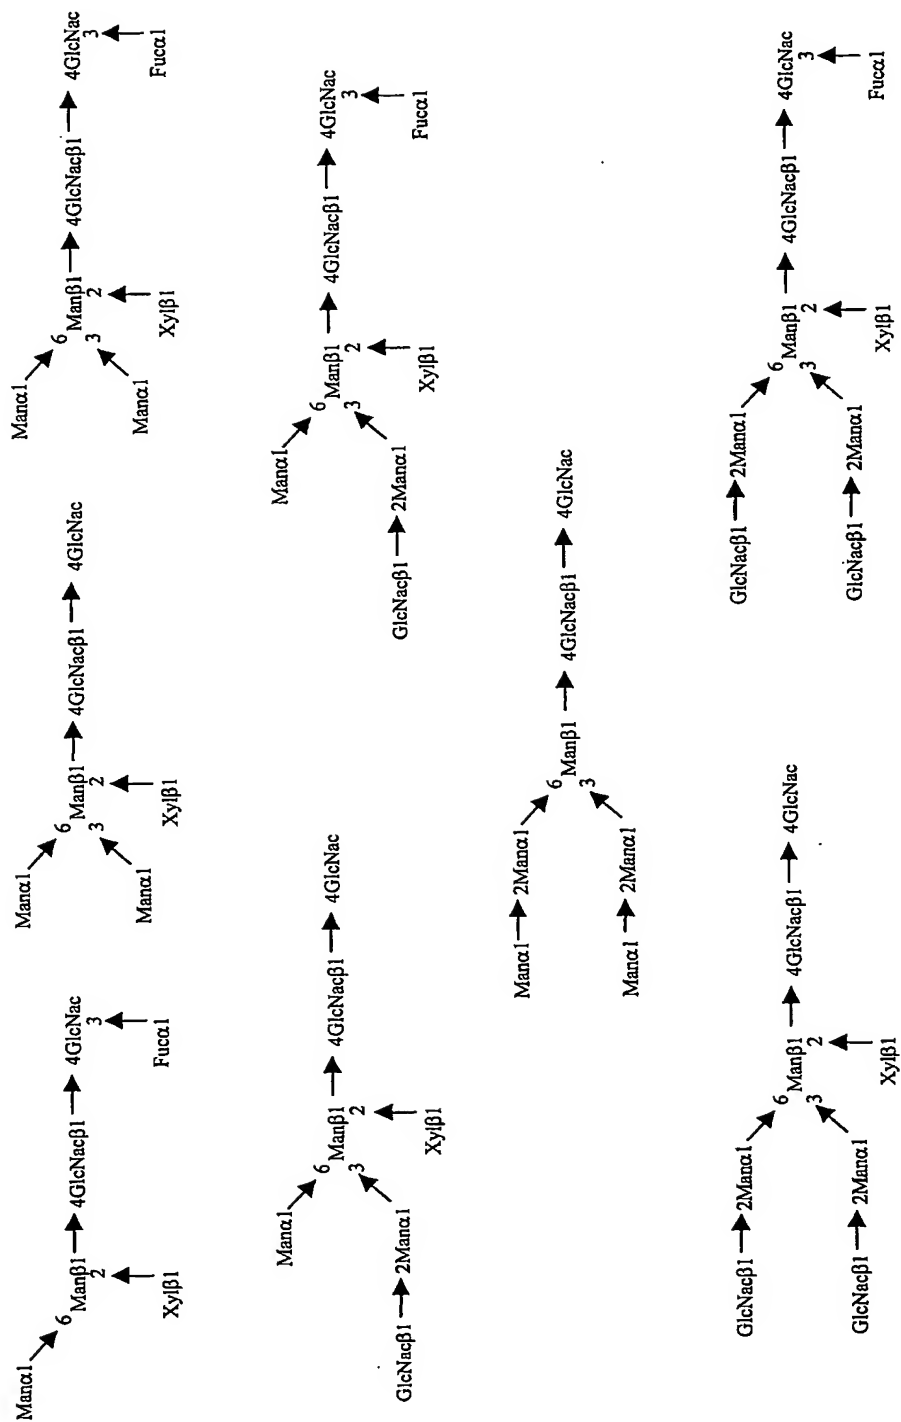 Manα1 Manα1 Manα1
6 6 6
Manβ1 4GlcNacβ1 4GlcNac Manβ1 4GlcNacβ1 4GlcNac Manβ1 4GlcNacβ1 4GlcNac
2 3 3 2 3 2 3
Manα1 Manα1
Xylβ1 Fucα1 Xylβ1 Xylβ1 Fucα1
Manα1 Manα1
6 6
Manβ1 4GlcNacβ1 4GlcNac Manβ1 4GlcNacβ1 4GlcNac
3 2 3 2 3
GlcNacβ1 2Manα1 GlcNacβ1 2Manα1
Xylβ1 Xylβ1 Fucα1
Manα1 2Manα1
6
Manβ1 4GlcNacβ1 4GlcNac
3
Manα1 2Manα1
GlcNacβ1 2Manα1 GlcNacβ1 2Manα1
6 6
Manβ1 4GlcNacβ1 4GlcNac Manβ1 4GlcNacβ1 4GlcNac
3 2 3 2 3
GlcNacβ1 2Manα1 GlcNacβ1 2Manα1
Xylβ1 Xylβ1 Fucα1